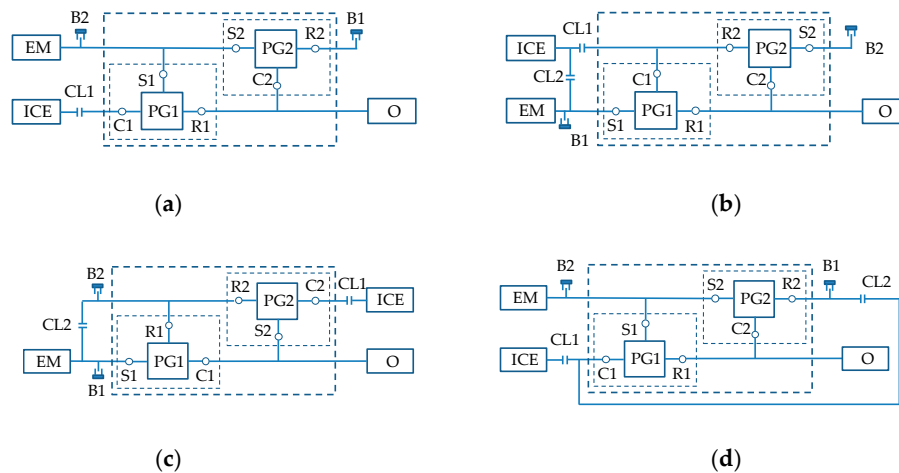 B2 S2 R2 B1
EM PG2
S1 C2
ICE CL1 PG1 O
C1 R1
(a)
ICE CL1 R2 S2
PG2 B2
CL2 C1 C2
EM PG1 O
B1 S1 R1
(b)
B2 R2 C2 CL1
PG2 ICE
CL2 R1 S2
EM PG1 O
B1 S1 C1
(c)
B2 S2 R2 B1 CL2
EM PG2
S1 C2
ICE CL1 PG1 O
C1 R1
(d)